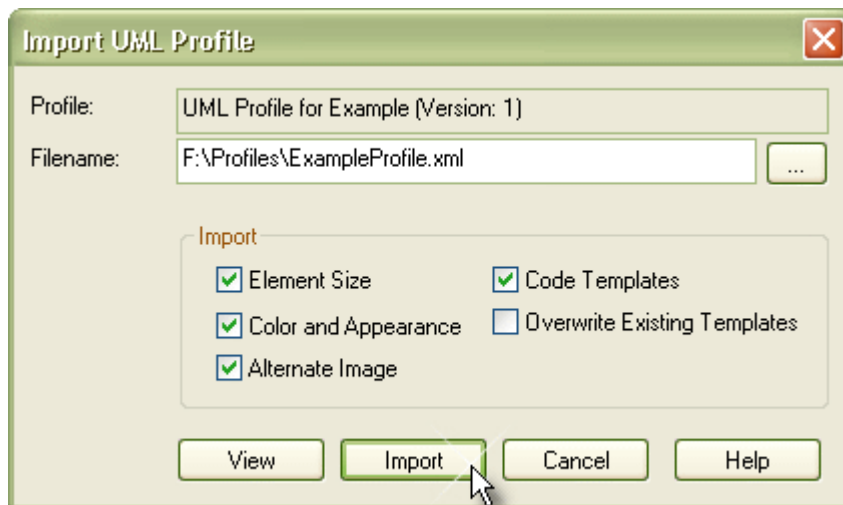 Import UML Profile
Profile: UML Profile for Example (Version: 1)
Filename: F:\Profiles\ExampleProfile.xml ...
Import
Element Size Code Templates
Color and Appearance Overwrite Existing Templates
Alternate Image
View Import Cancel Help